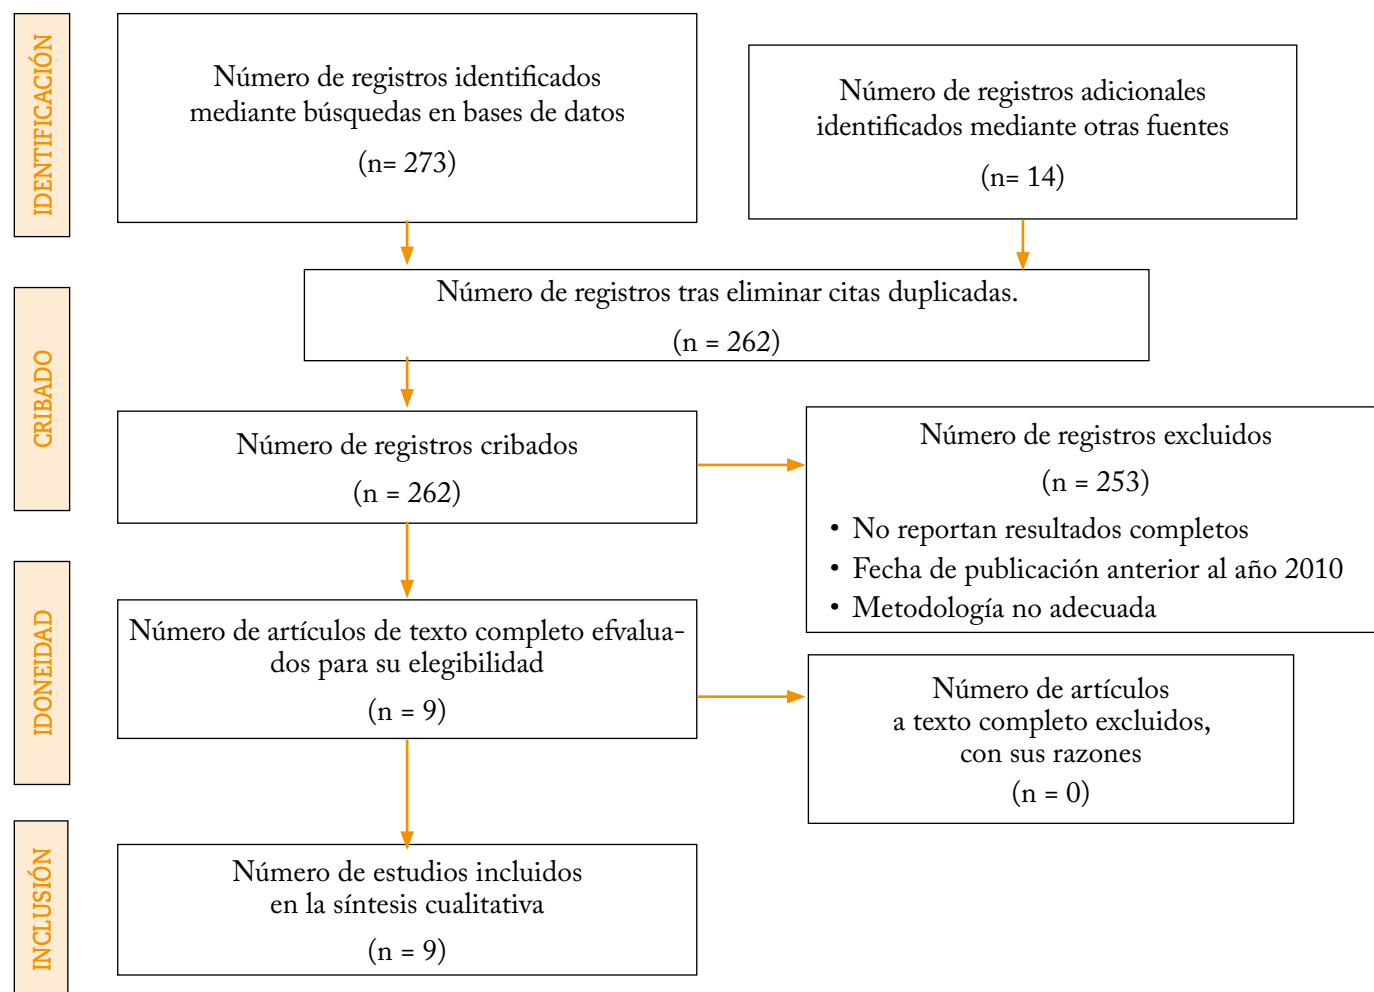 IDENTIFICACIÓN
Número de registros identificados
mediante búsquedas en bases de datos
(n= 273)
Número de registros adicionales
identificados mediante otras fuentes
(n= 14)
CRIBADO
Número de registros tras eliminar citas duplicadas.
(n = 262)
Número de registros cribados
(n = 262)
Número de registros excluidos
(n = 253)
• No reportan resultados completos
• Fecha de publicación anterior al año 2010
• Metodología no adecuada
IDONEIDAD
Número de artículos de texto completo efvalua-
dos para su elegibilidad
(n = 9)
Número de artículos
a texto completo excluidos,
con sus razones
(n = 0)
INCLUSIÓN
Número de estudios incluidos
en la síntesis cualitativa
(n = 9)